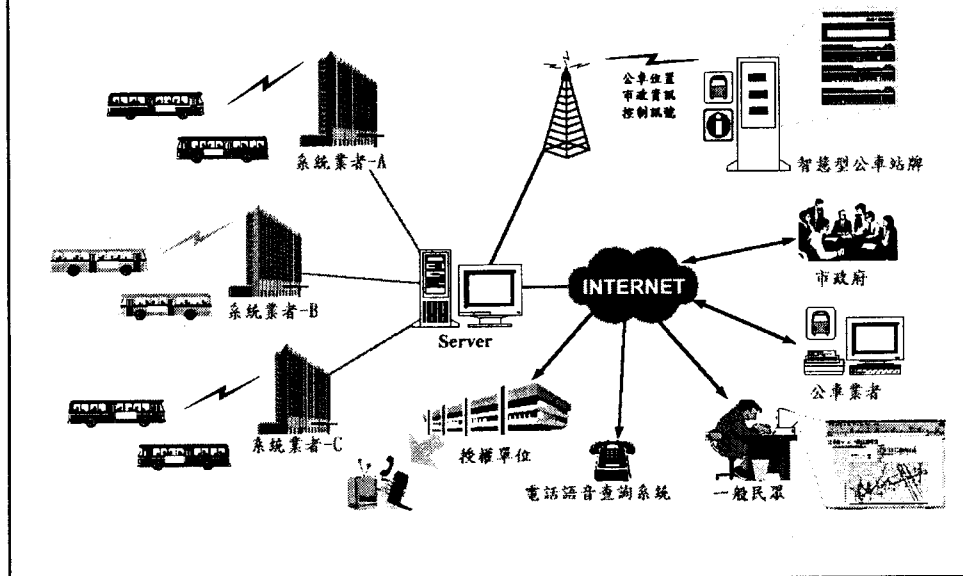 系統業者-A
公車位置
市政資訊
控制訊號
智慧型公車站牌
系統業者-B
Server
INTERNET
市政府
公車業者
系統業者-C
授權單位
電話語音查詢系統
一般民眾